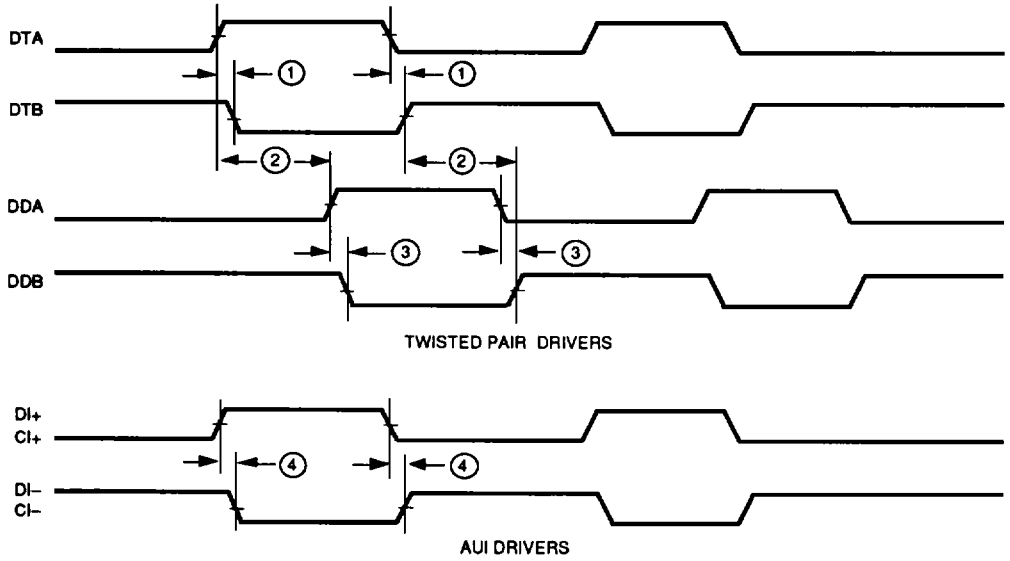 DTA
① ①
DTB
② ②
DDA
③ ③
DDB
TWISTED PAIR DRIVERS
DI+
CI+
④ ④
DI–
CI–
AUI DRIVERS